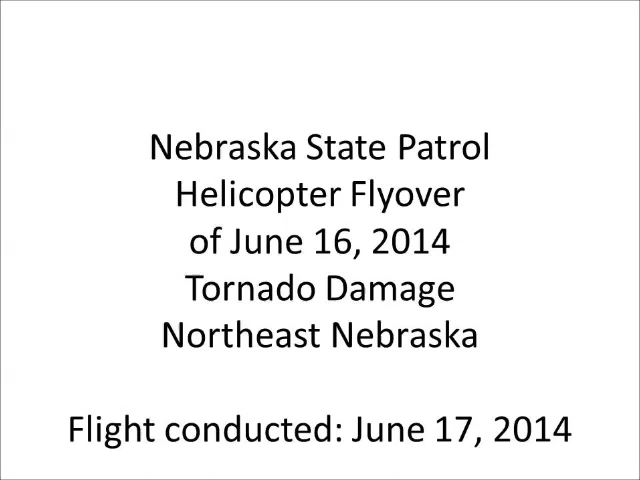 Nebraska State Patrol
Helicopter Flyover
of June 16, 2014
Tornado Damage
Northeast Nebraska
Flight conducted: June 17, 2014